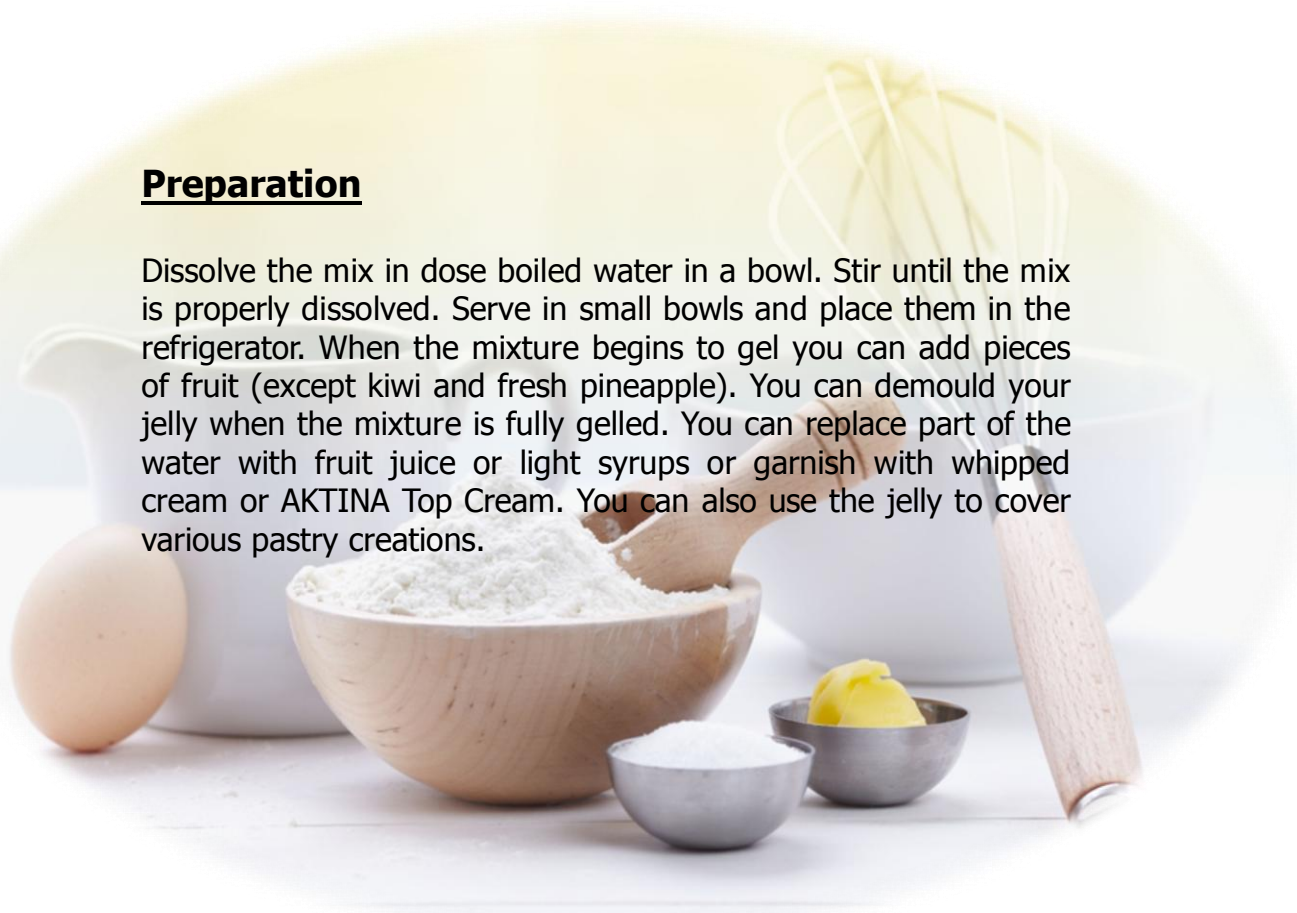 Preparation
Dissolve the mix in dose boiled water in a bowl. Stir until the mix
is properly dissolved. Serve in small bowls and place them in the
refrigerator. When the mixture begins to gel you can add pieces
of fruit (except kiwi and fresh pineapple). You can demould your
jelly when the mixture is fully gelled. You can replace part of the
water with fruit juice or light syrups or garnish with whipped
cream or AKTINA Top Cream. You can also use the jelly to cover
various pastry creations.